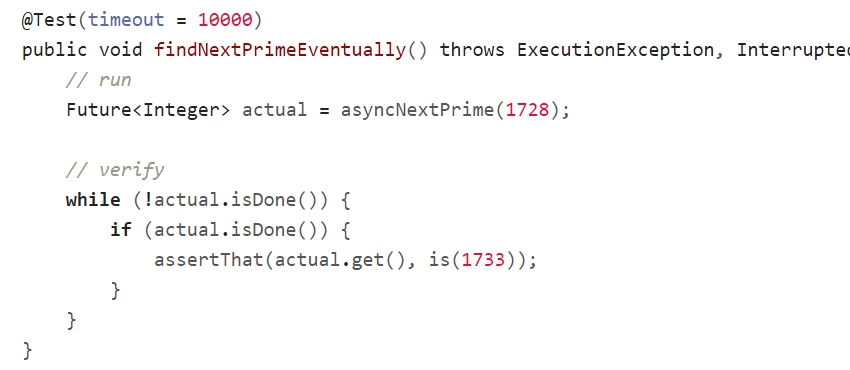 @Test(timeout = 10000)
public void findNextPrimeEventually() throws ExecutionException, Interrupted
// run
Future<Integer> actual = asyncNextPrime(1728);
// verify
while (!actual.isDone()) {
if (actual.isDone()) {
assertThat(actual.get(), is(1733));
}
}
}